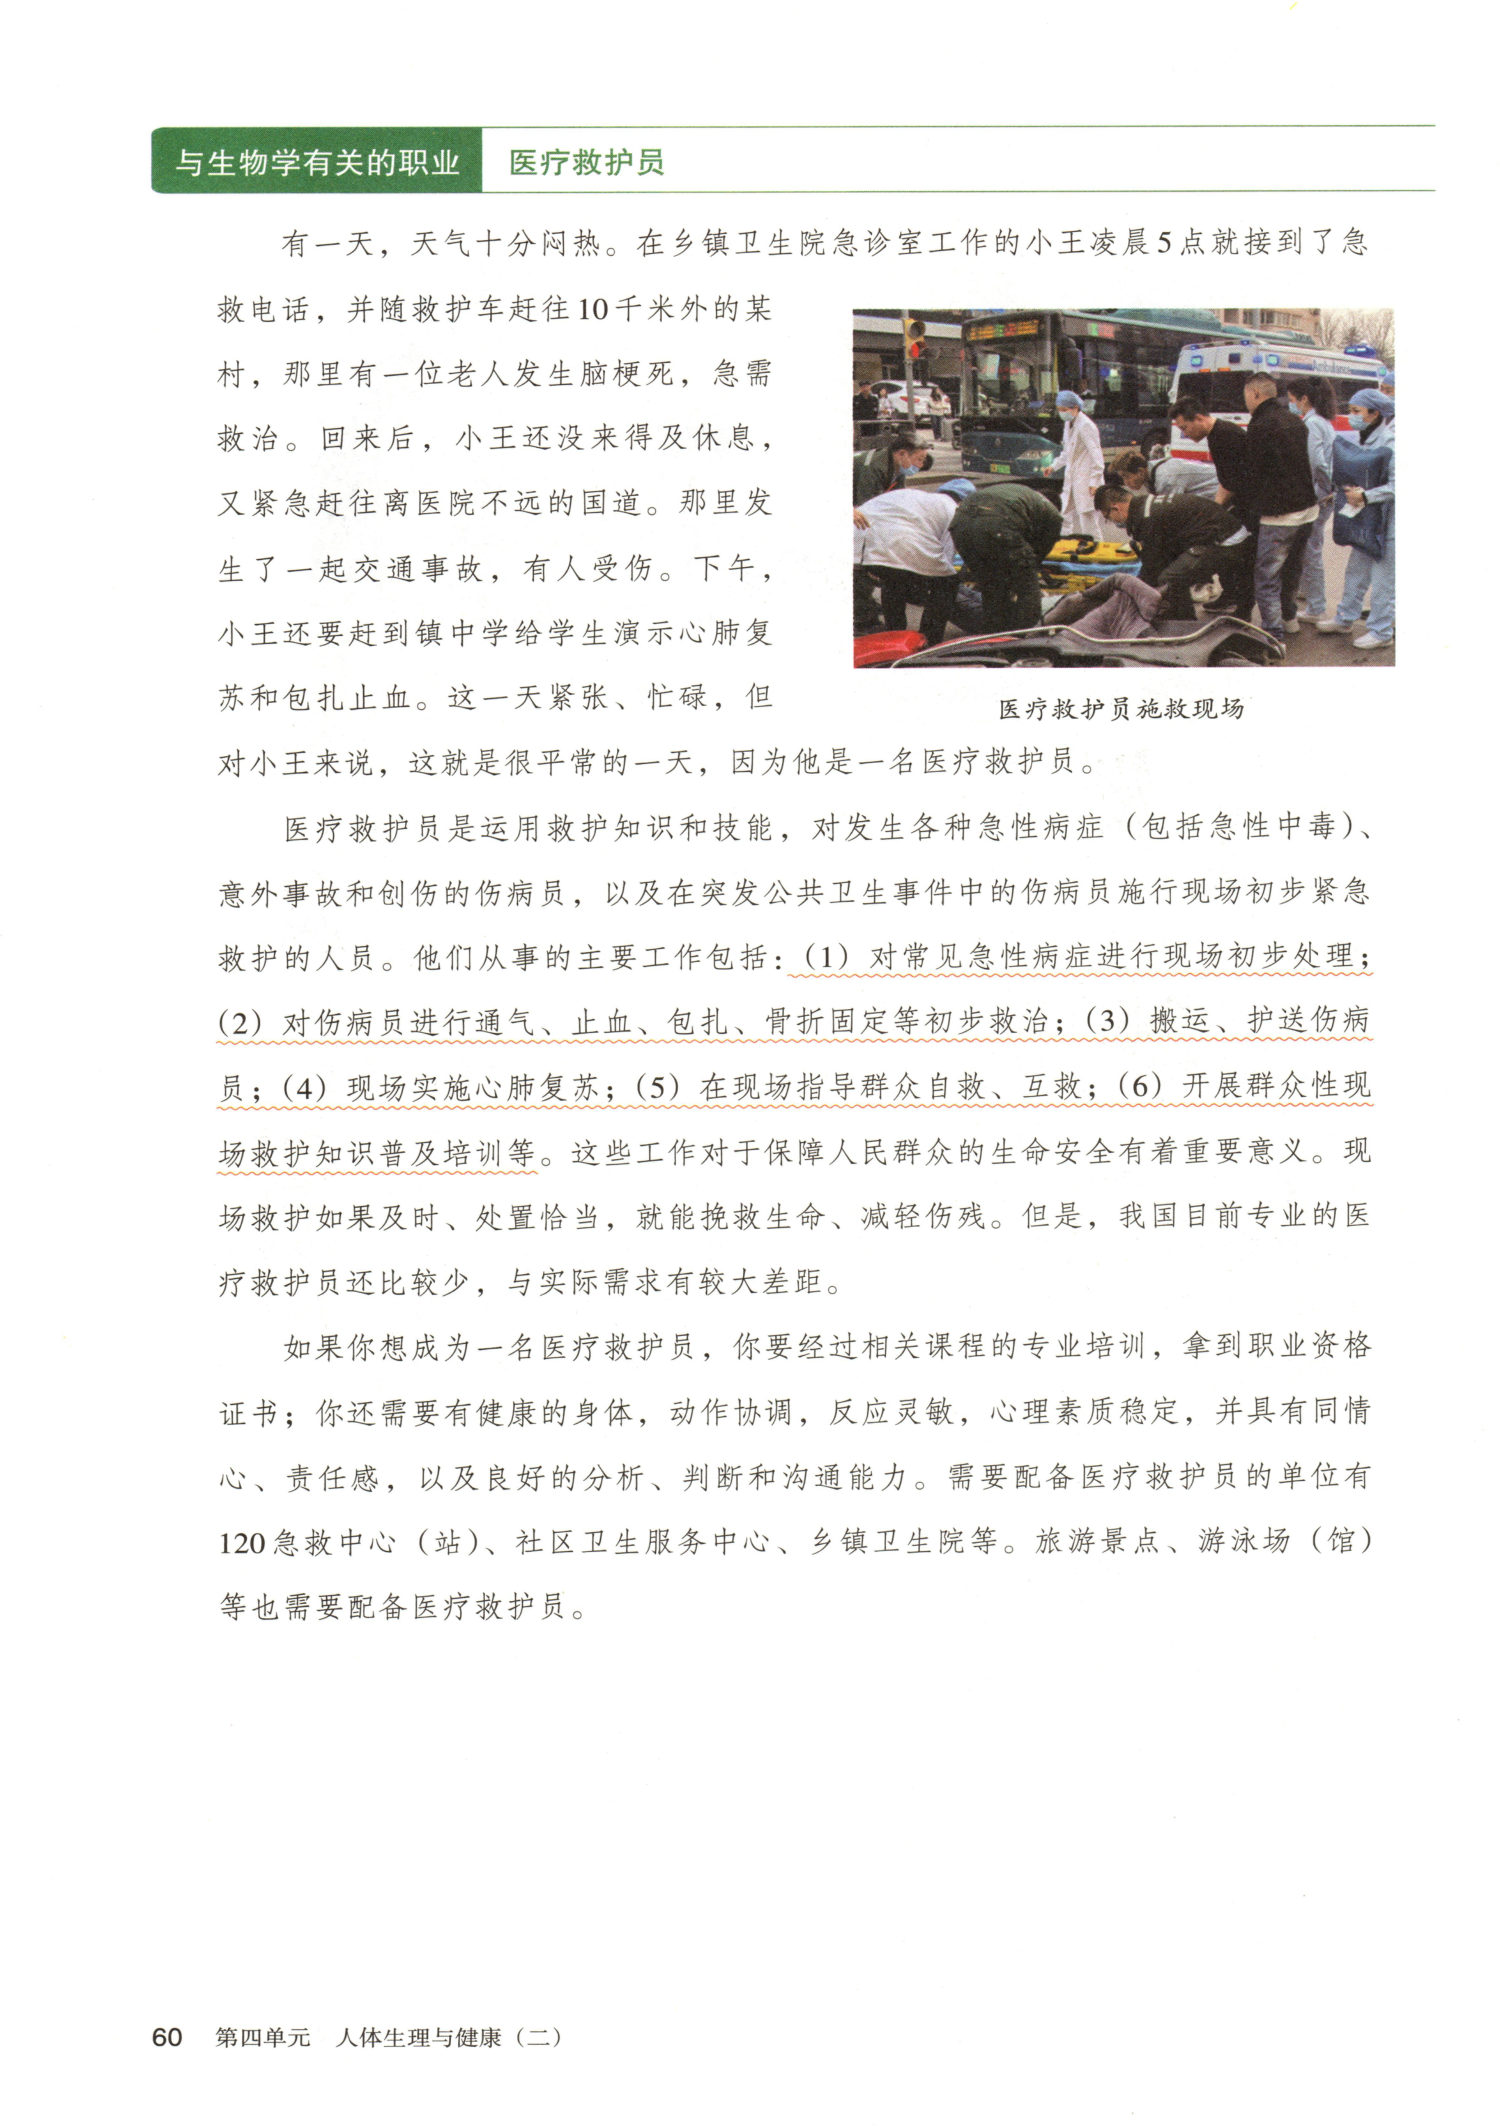 与生物学有关的职业 医疗救护员
有一天，天气十分闷热。在乡镇卫生院急诊室工作的小王凌晨5点就接到了急
救电话，并随救护车赶往10千米外的某
村，那里有一位老人发生脑梗死，急需
救治。回来后，小王还没来得及休息，
又紧急赶往离医院不远的国道。那里发
生了一起交通事故，有人受伤。下午，
小王还要赶到镇中学给学生演示心肺复
苏和包扎止血。这一天紧张、忙碌，但
医疗救护员施救现场
对小王来说，这就是很平常的一天，因为他是一名医疗救护员。
医疗救护员是运用救护知识和技能，对发生各种急性病症（包括急性中毒）、
意外事故和创伤的伤病员，以及在突发公共卫生事件中的伤病员施行现场初步紧急
救护的人员。他们从事的主要工作包括：（1）对常见急性病症进行现场初步处理；
（2）对伤病员进行通气、止血、包扎、骨折固定等初步救治；（3）搬运、护送伤病
员；（4）现场实施心肺复苏；（5）在现场指导群众自救、互救；（6）开展群众性现
场救护知识普及培训等。这些工作对于保障人民群众的生命安全有着重要意义。现
场救护如果及时、处置恰当，就能挽救生命、减轻伤残。但是，我国目前专业的医
疗救护员还比较少，与实际需求有较大差距。
如果你想成为一名医疗救护员，你要经过相关课程的专业培训，拿到职业资格
证书；你还需要有健康的身体，动作协调，反应灵敏，心理素质稳定，并具有同情
心、责任感，以及良好的分析、判断和沟通能力。需要配备医疗救护员的单位有
120急救中心（站）、社区卫生服务中心、乡镇卫生院等。旅游景点、游泳场（馆）
等也需要配备医疗救护员。
60 第四单元 人体生理与健康（二）